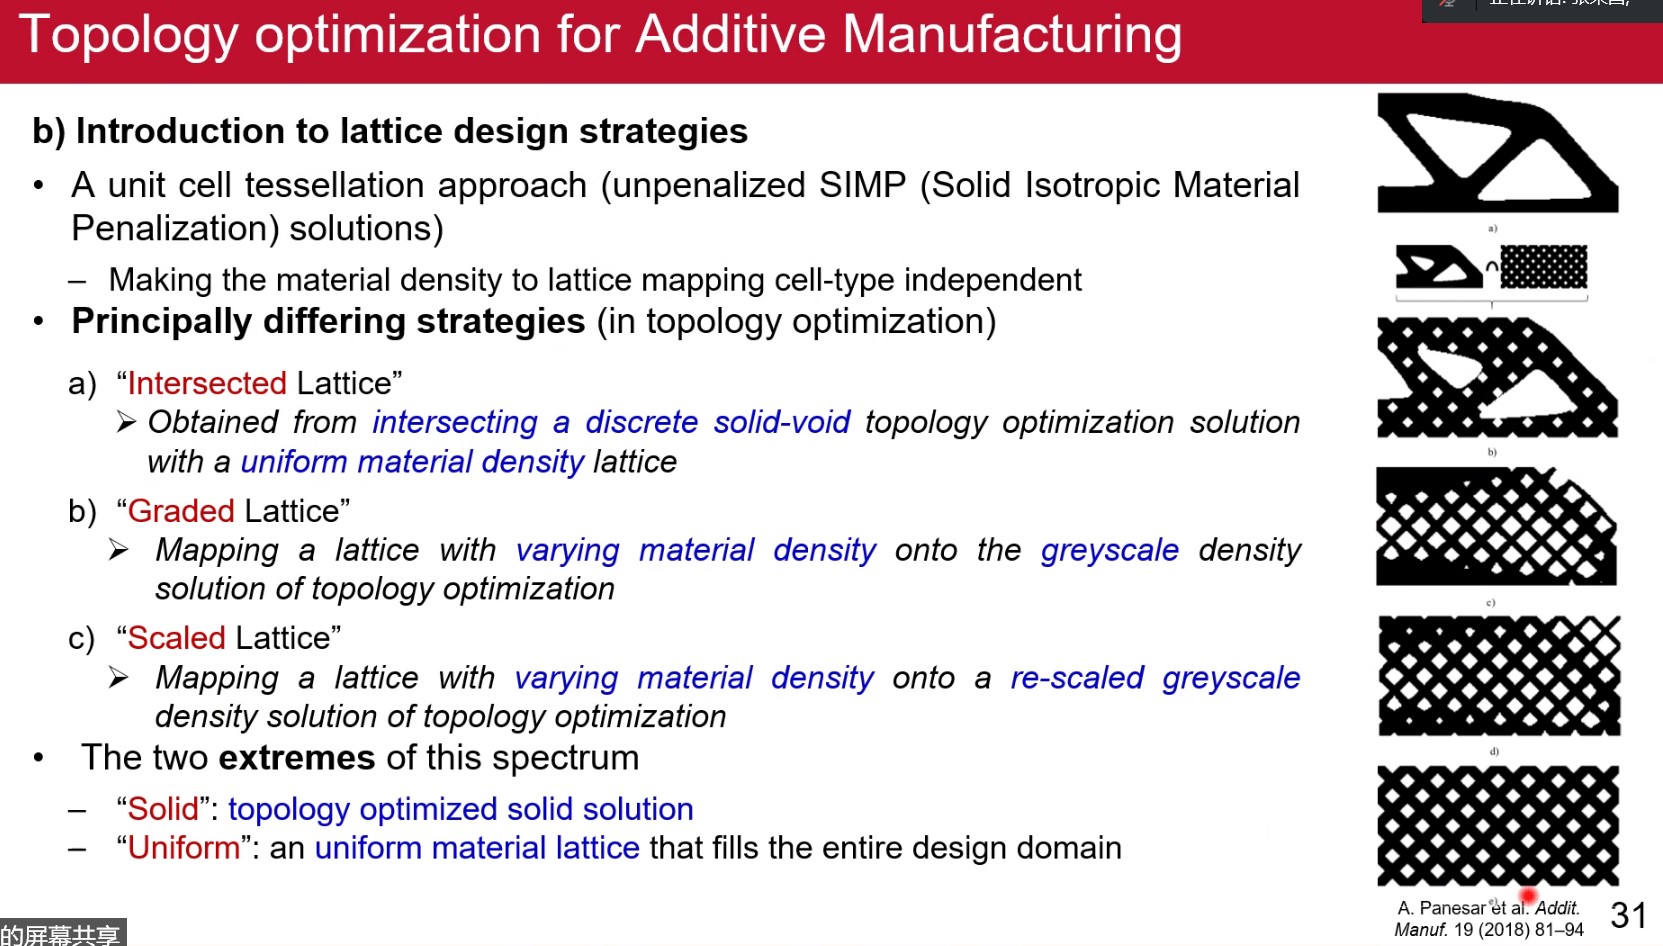 Topology optimization for Additive Manufacturing
b) Introduction to lattice design strategies
• A unit cell tessellation approach (unpenalized SIMP (Solid Isotropic Material
Penalization) solutions)
– Making the material density to lattice mapping cell-type independent
• Principally differing strategies (in topology optimization)
a) “Intersected Lattice”
➢ Obtained from intersecting a discrete solid-void topology optimization solution
with a uniform material density lattice
b) “Graded Lattice”
➢ Mapping a lattice with varying material density onto the greyscale density
solution of topology optimization
c) “Scaled Lattice”
➢ Mapping a lattice with varying material density onto a re-scaled greyscale
density solution of topology optimization
• The two extremes of this spectrum
– “Solid”: topology optimized solid solution
– “Uniform”: an uniform material lattice that fills the entire design domain
a)
∩
b)
c)
d)
e)
A. Panesar et al. Addit.
Manuf. 19 (2018) 81–94
31
的屏幕共享